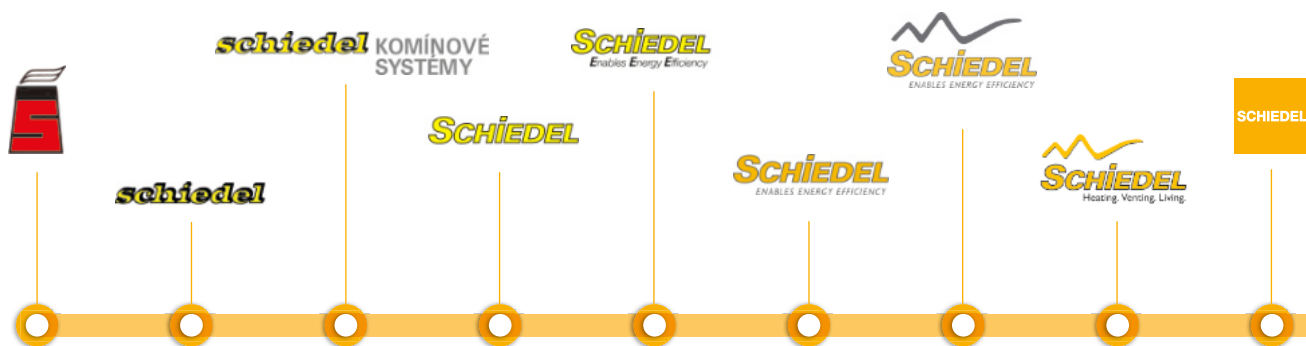 S
schiedel
schiedel KOMÍNOVÉ
SYSTÉMY
SCHIEDEL
SCHIEDEL
Enables Energy Efficiency
SCHIEDEL
ENABLES ENERGY EFFICIENCY
SCHIEDEL
ENABLES ENERGY EFFICIENCY
SCHIEDEL
Heating. Venting. Living.
SCHIEDEL